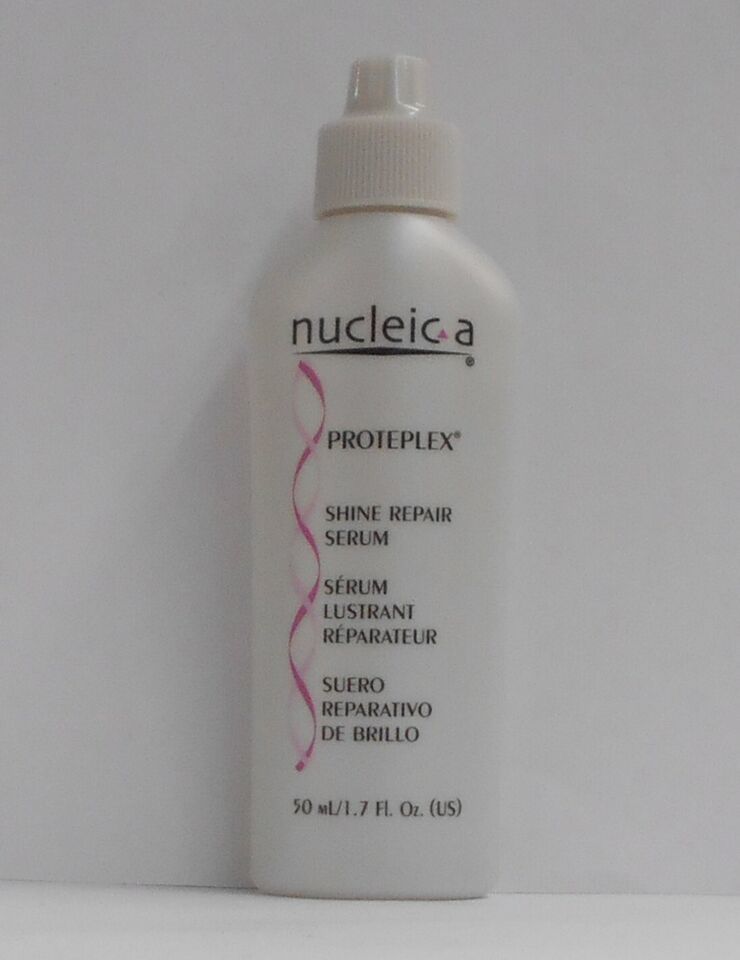 nucleic a
®
PROTEPLEX®
SHINE REPAIR
SERUM
SÉRUM
LUSTRANT
RÉPARATEUR
SUERO
REPARATIVO
DE BRILLO
50 mL/1.7 Fl. Oz. (US)